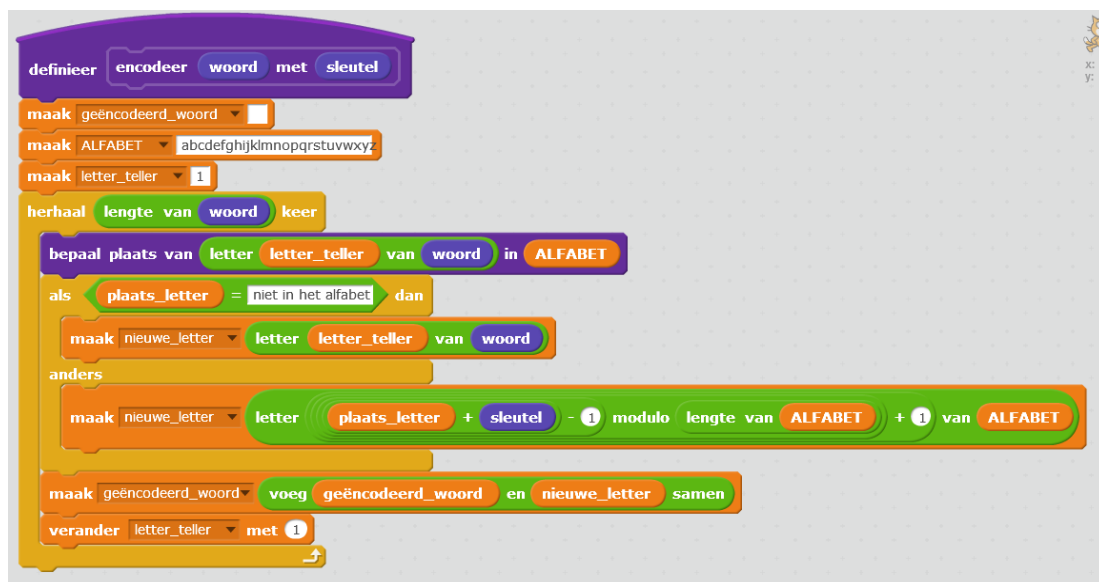 definieer encodeer woord met sleutel
x:
y:
maak geëncodeerd_woord
maak ALFABET abcdefghijklmnopqrstuvwxyz
maak letter_teller 1
herhaal lengte van woord keer
bepaal plaats van letter letter_teller van woord in ALFABET
als plaats_letter = niet in het alfabet dan
maak nieuwe_letter letter letter_teller van woord
anders
maak nieuwe_letter letter plaats_letter + sleutel - 1 modulo lengte van ALFABET + 1 van ALFABET
maak geëncodeerd_woord voeg geëncodeerd_woord en nieuwe_letter samen
verander letter_teller met 1